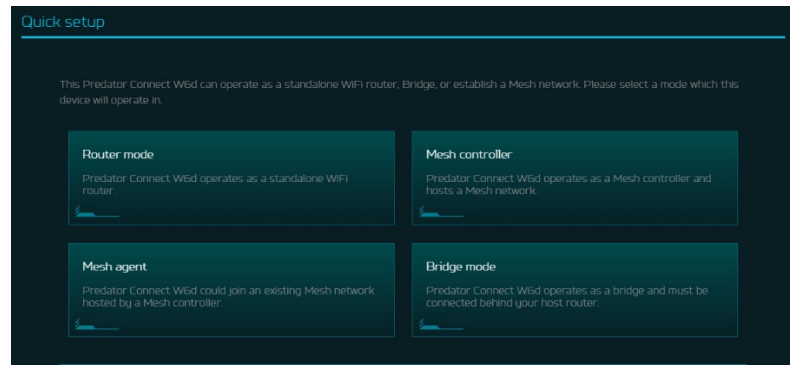 Quick setup
This Predator Connect W6d can operate as a standalone WiFi router, Bridge, or establish a Mesh network. Please select a mode which this
device will operate in.
Router mode
Predator Connect W6d operates as a standalone WiFi
router.
Mesh controller
Predator Connect W6d operates as a Mesh controller and
hosts a Mesh network.
Mesh agent
Predator Connect W6d could join an existing Mesh network
hosted by a Mesh controller.
Bridge mode
Predator Connect W6d operates as a bridge and must be
connected behind your host router.